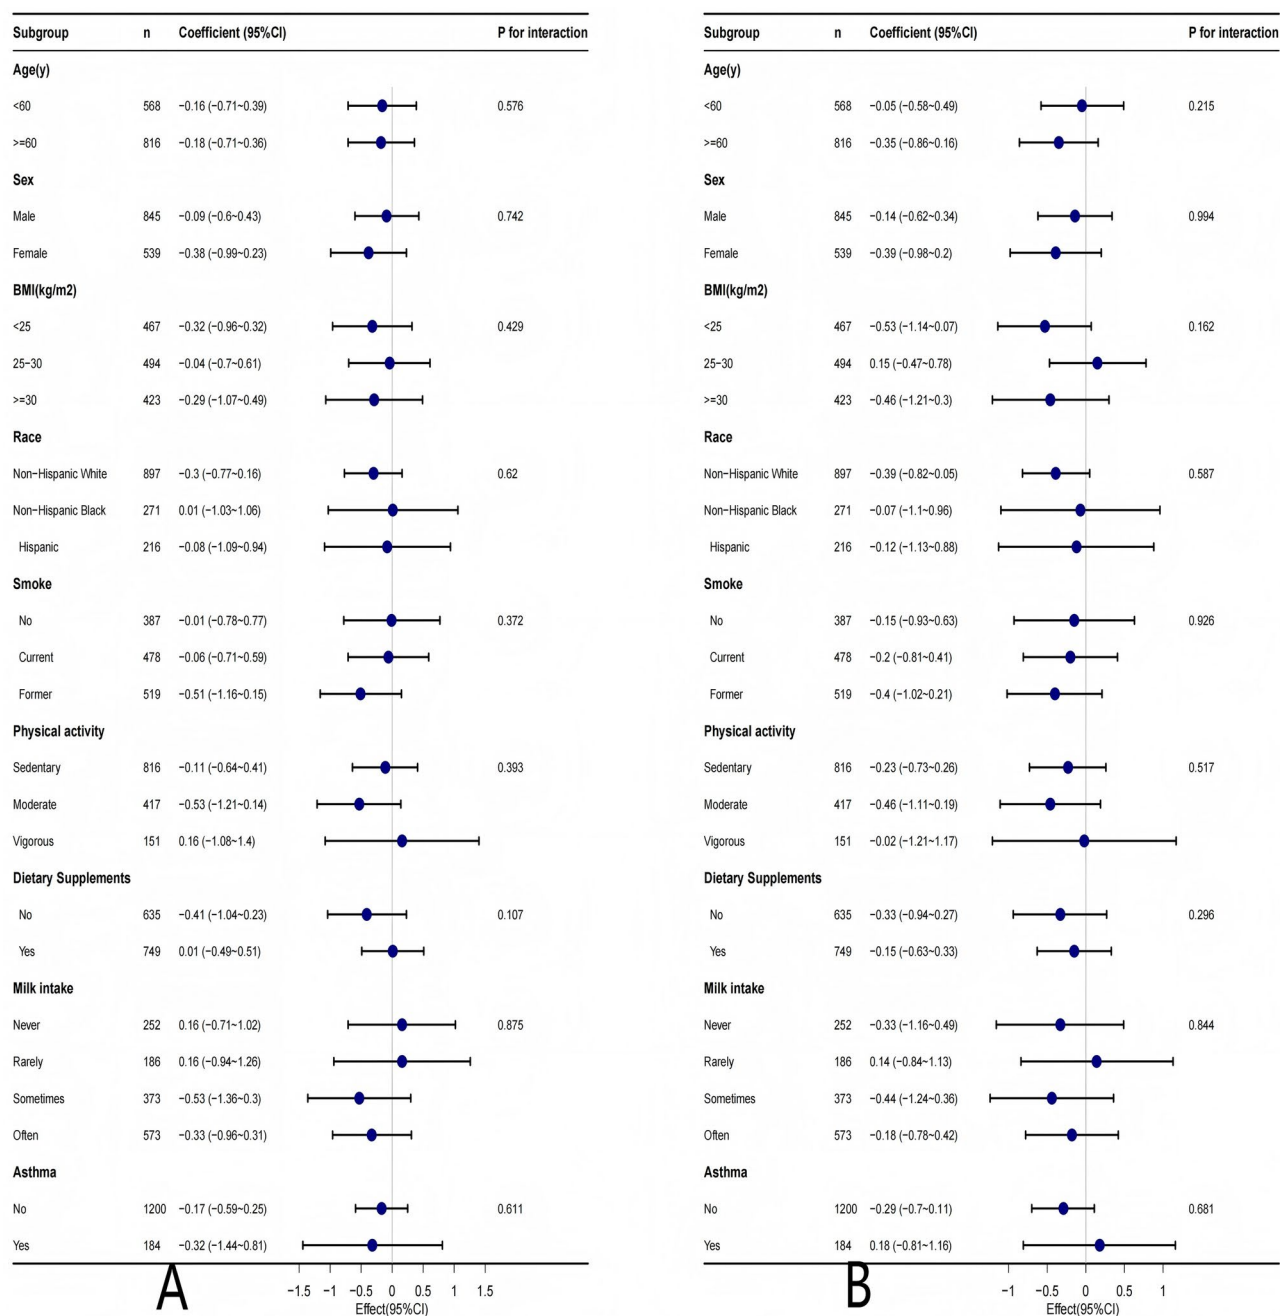 Subgroup n Coefficient (95%CI) P for interaction
Age(y)
<60 568 −0.16 (−0.71~0.39) 0.576
>=60 816 −0.18 (−0.71~0.36)
Sex
Male 845 −0.09 (−0.6~0.43) 0.742
Female 539 −0.38 (−0.99~0.23)
BMI(kg/m2)
<25 467 −0.32 (−0.96~0.32) 0.429
25−30 494 −0.04 (−0.7~0.61)
>=30 423 −0.29 (−1.07~0.49)
Race
Non−Hispanic White 897 −0.3 (−0.77~0.16) 0.62
Non−Hispanic Black 271 0.01 (−1.03~1.06)
Hispanic 216 −0.08 (−1.09~0.94)
Smoke
No 387 −0.01 (−0.78~0.77) 0.372
Current 478 −0.06 (−0.71~0.59)
Former 519 −0.51 (−1.16~0.15)
Physical activity
Sedentary 816 −0.11 (−0.64~0.41) 0.393
Moderate 417 −0.53 (−1.21~0.14)
Vigorous 151 0.16 (−1.08~1.4)
Dietary Supplements
No 635 −0.41 (−1.04~0.23) 0.107
Yes 749 0.01 (−0.49~0.51)
Milk intake
Never 252 0.16 (−0.71~1.02) 0.875
Rarely 186 0.16 (−0.94~1.26)
Sometimes 373 −0.53 (−1.36~0.3)
Often 573 −0.33 (−0.96~0.31)
Asthma
No 1200 −0.17 (−0.59~0.25) 0.611
Yes 184 −0.32 (−1.44~0.81)
−1.5 −1 −0.5 0 0.5 1 1.5
Effect(95%CI)
A
Subgroup n Coefficient (95%CI) P for interaction
Age(y)
<60 568 −0.05 (−0.58~0.49) 0.215
>=60 816 −0.35 (−0.86~0.16)
Sex
Male 845 −0.14 (−0.62~0.34) 0.994
Female 539 −0.39 (−0.98~0.2)
BMI(kg/m2)
<25 467 −0.53 (−1.14~0.07) 0.162
25−30 494 0.15 (−0.47~0.78)
>=30 423 −0.46 (−1.21~0.3)
Race
Non−Hispanic White 897 −0.39 (−0.82~0.05) 0.587
Non−Hispanic Black 271 −0.07 (−1.1~0.96)
Hispanic 216 −0.12 (−1.13~0.88)
Smoke
No 387 −0.15 (−0.93~0.63) 0.926
Current 478 −0.2 (−0.81~0.41)
Former 519 −0.4 (−1.02~0.21)
Physical activity
Sedentary 816 −0.23 (−0.73~0.26) 0.517
Moderate 417 −0.46 (−1.11~0.19)
Vigorous 151 −0.02 (−1.21~1.17)
Dietary Supplements
No 635 −0.33 (−0.94~0.27) 0.296
Yes 749 −0.15 (−0.63~0.33)
Milk intake
Never 252 −0.33 (−1.16~0.49) 0.844
Rarely 186 0.14 (−0.84~1.13)
Sometimes 373 −0.44 (−1.24~0.36)
Often 573 −0.18 (−0.78~0.42)
Asthma
No 1200 −0.29 (−0.7~0.11) 0.681
Yes 184 0.18 (−0.81~1.16)
−1 −0.5 0 0.5 1
Effect(95%CI)
B